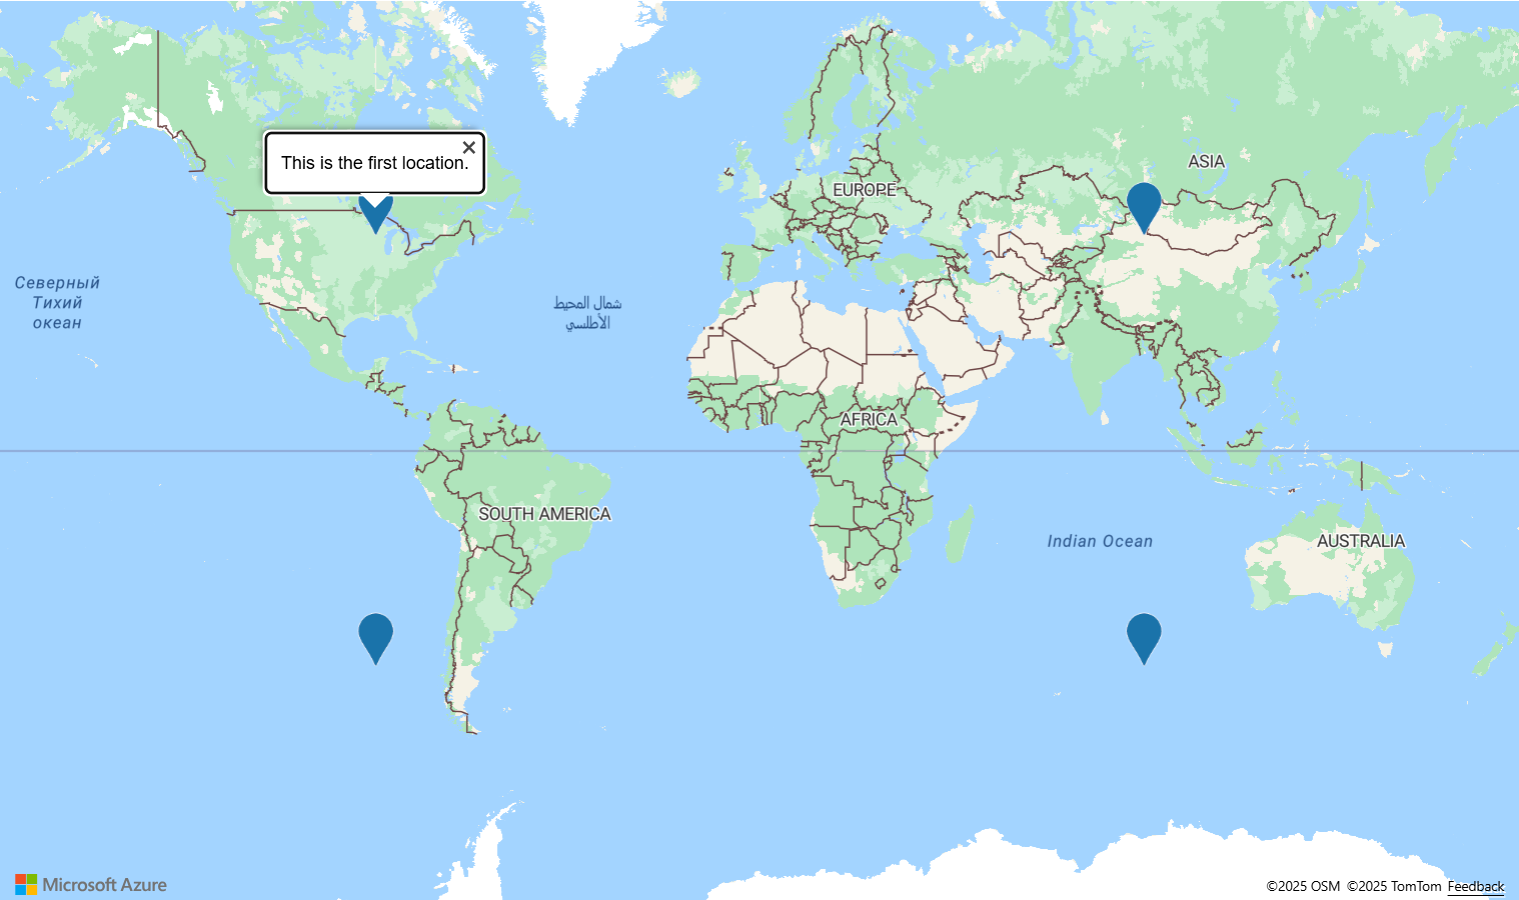 This is the first location.
ASIA
EUROPE
Северный
Тихий
океан
شمال المحيط
الأطلسي
AFRICA
SOUTH AMERICA
Indian Ocean
AUSTRALIA
Microsoft Azure
©2025 OSM ©2025 TomTom Feedback